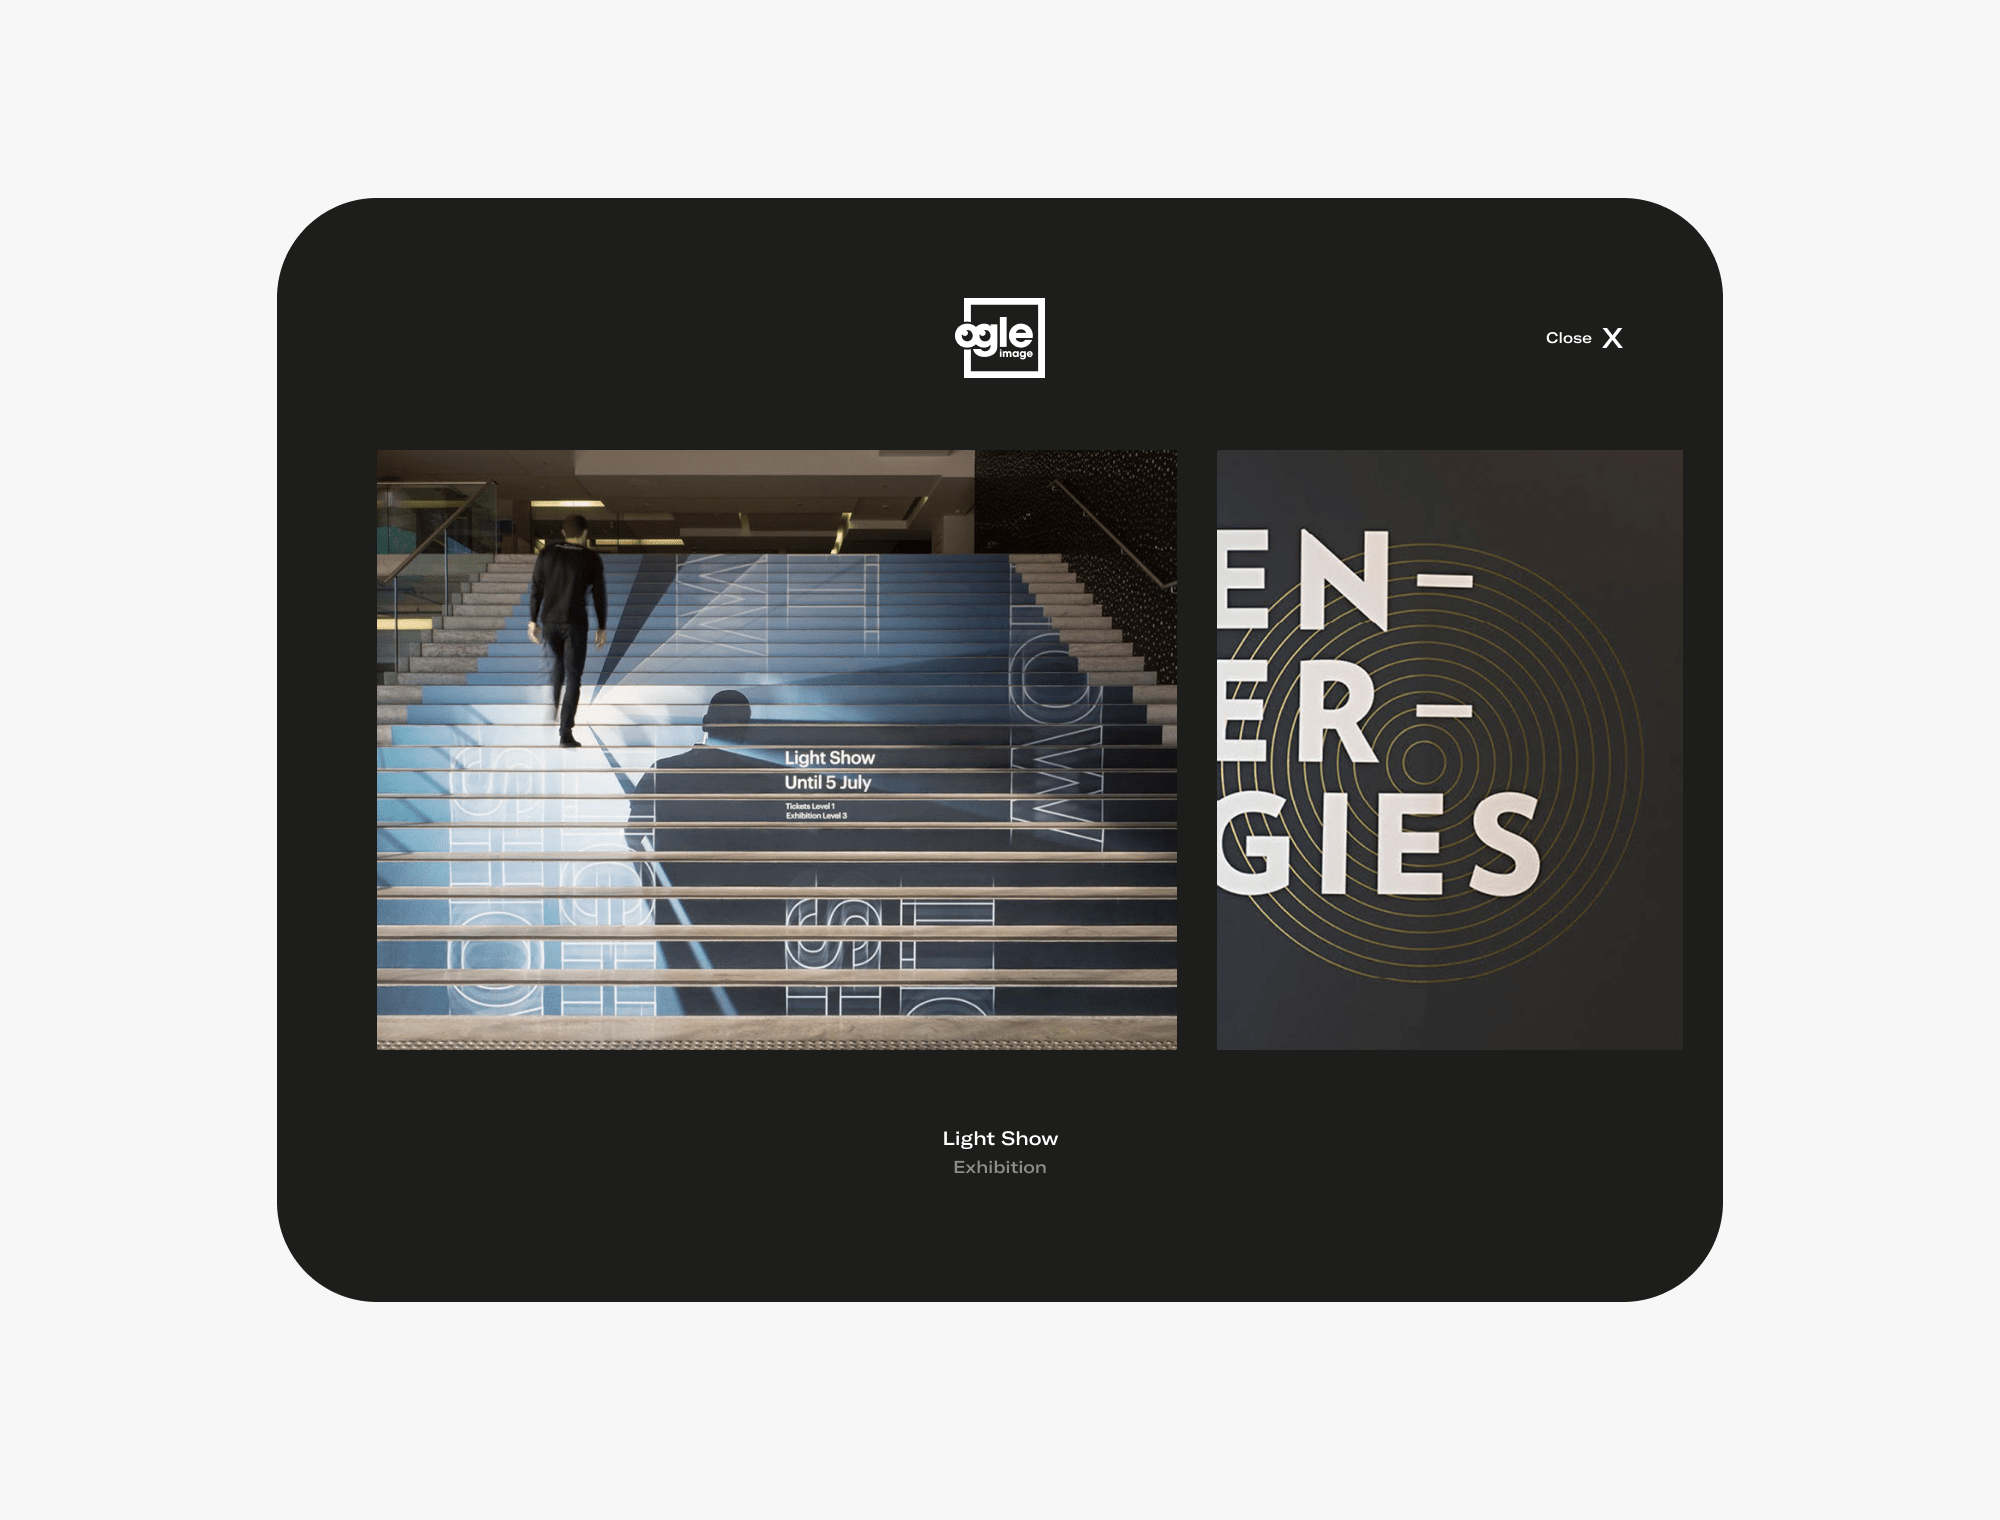 ogle
image
Close X
Light Show
Until 5 July
Tickets Level 1
Exhibition Level 3
EN–
ER–
GIES
Light Show
Exhibition